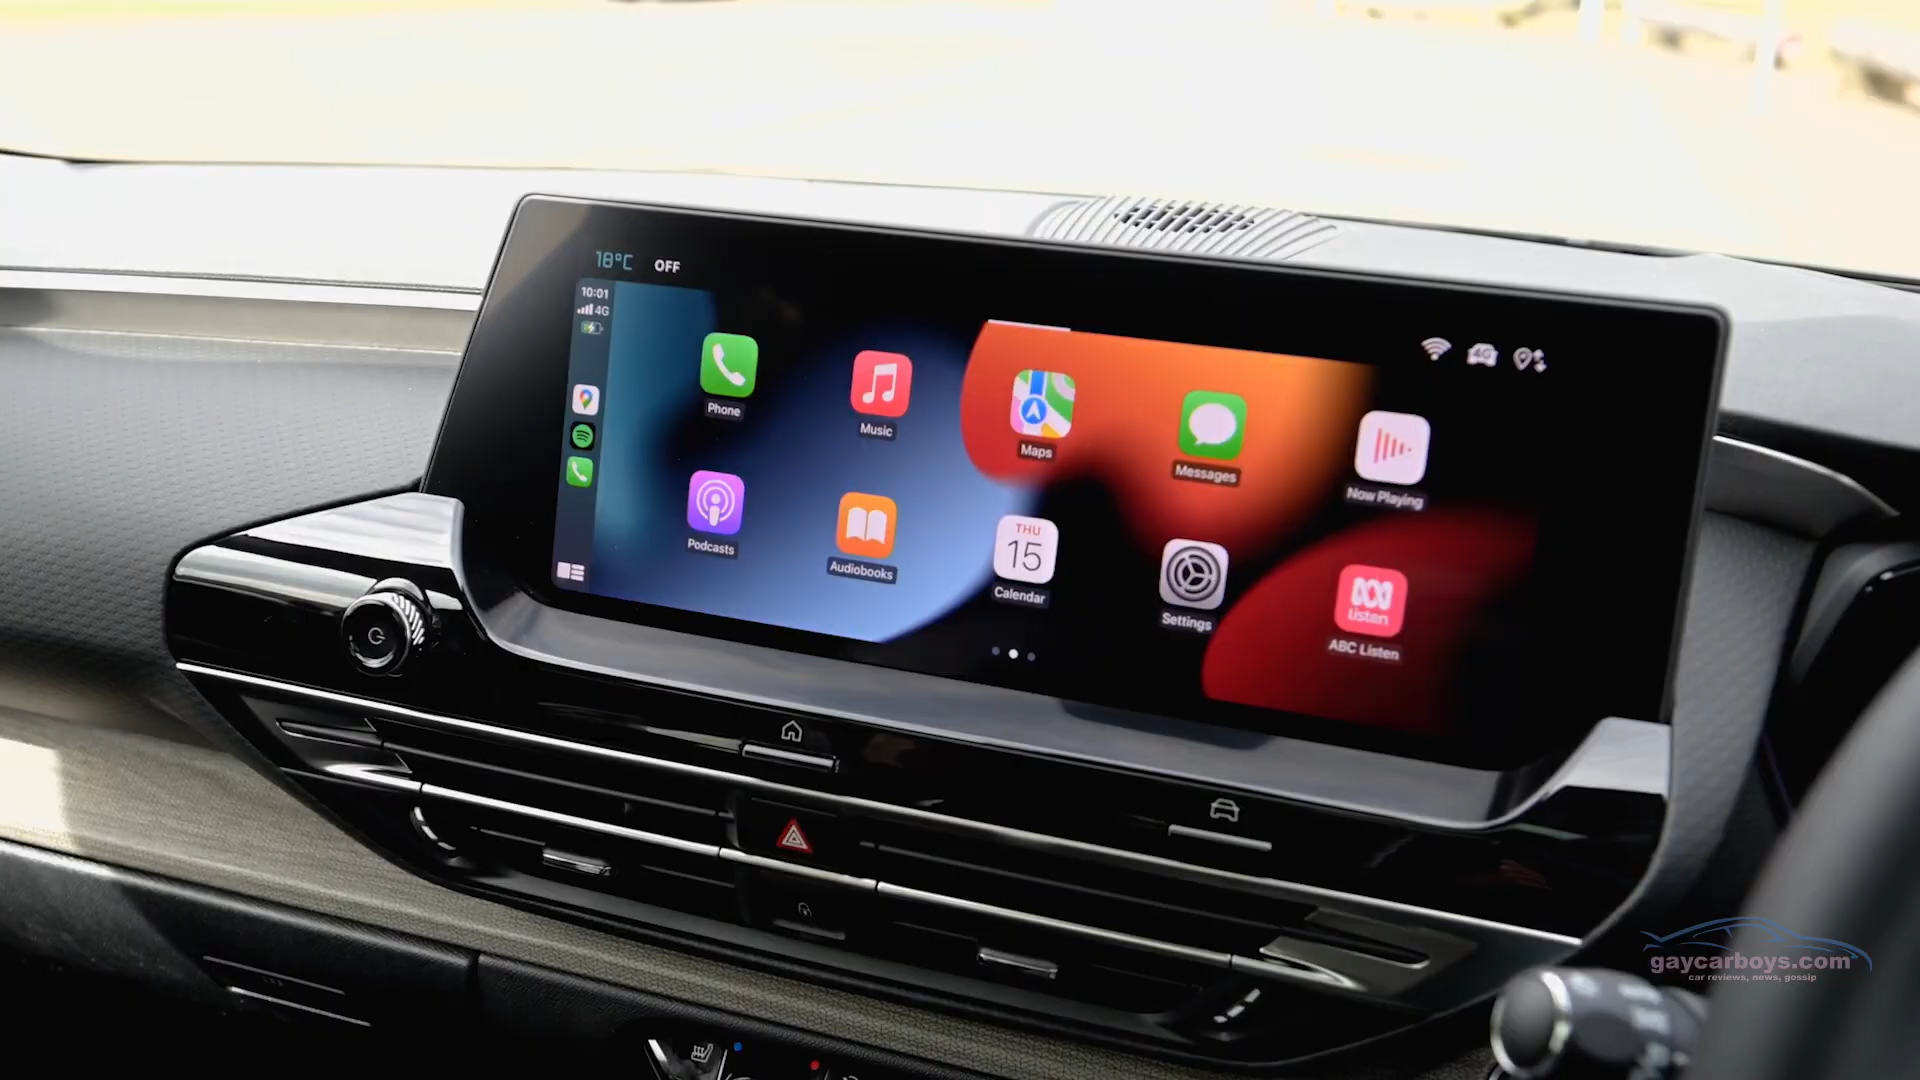 18°C OFF
10:01
4G
4G
Phone
Music
Maps
Messages
Now Playing
Podcasts
Audiobooks
THU
15
Calendar
Settings
Listen
ABC Listen
gaycarboys.com
car reviews, news, gossip